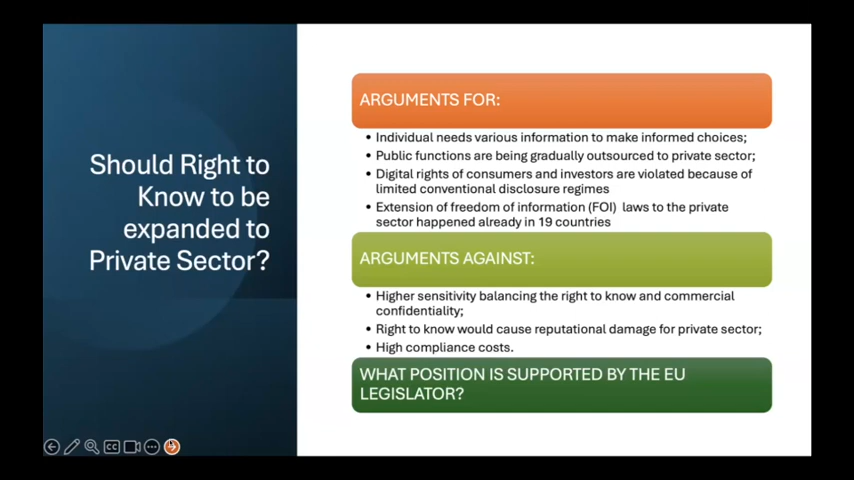 Should Right to
Know to be
expanded to
Private Sector?
ARGUMENTS FOR:
• Individual needs various information to make informed choices;
• Public functions are being gradually outsourced to private sector;
• Digital rights of consumers and investors are violated because of
limited conventional disclosure regimes
• Extension of freedom of information (FOI) laws to the private
sector happened already in 19 countries
ARGUMENTS AGAINST:
• Higher sensitivity balancing the right to know and commercial
confidentiality;
• Right to know would cause reputational damage for private sector;
• High compliance costs.
WHAT POSITION IS SUPPORTED BY THE EU
LEGISLATOR?
CC